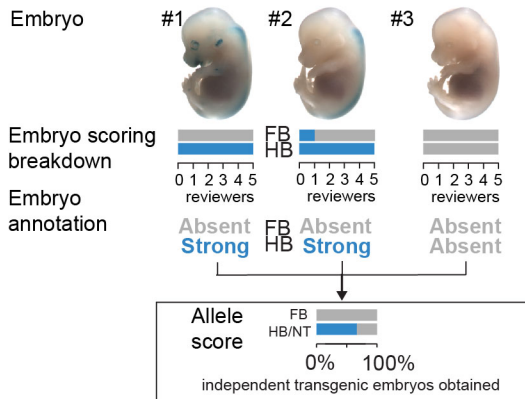 Embryo #1 #2 #3
Embryo scoring FB
breakdown HB
0 1 2 3 4 5 0 1 2 3 4 5 0 1 2 3 4 5
reviewers reviewers reviewers
Embryo
annotation
Absent FB Absent Absent
Strong HB Strong Absent
Allele FB
score HB/NT
0% 100%
independent transgenic embryos obtained